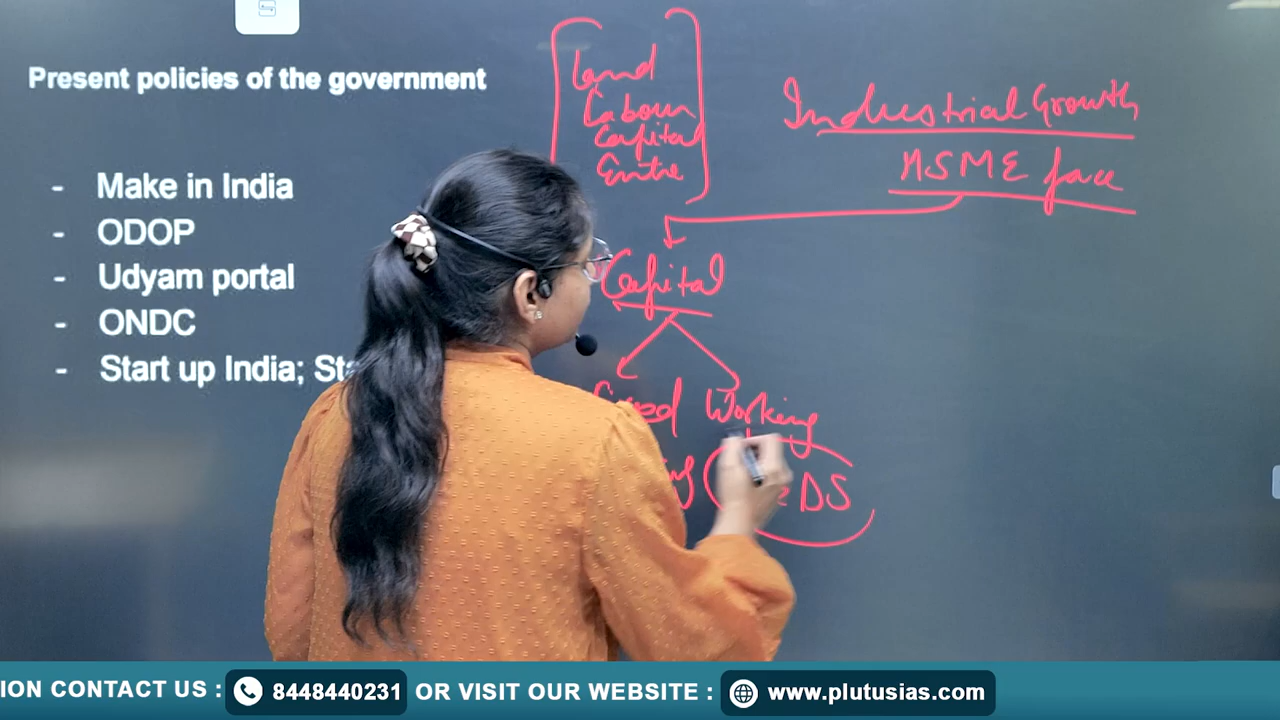 Present policies of the government
- Make in India
- ODOP
- Udyam portal
- ONDC
- Start up India;
Land
Labour
Capital
Entre
Industrial Growth
MSME face
Capital
Fixed Working
DS
ION CONTACT US : 8448440231 OR VISIT OUR WEBSITE : www.plutusias.com